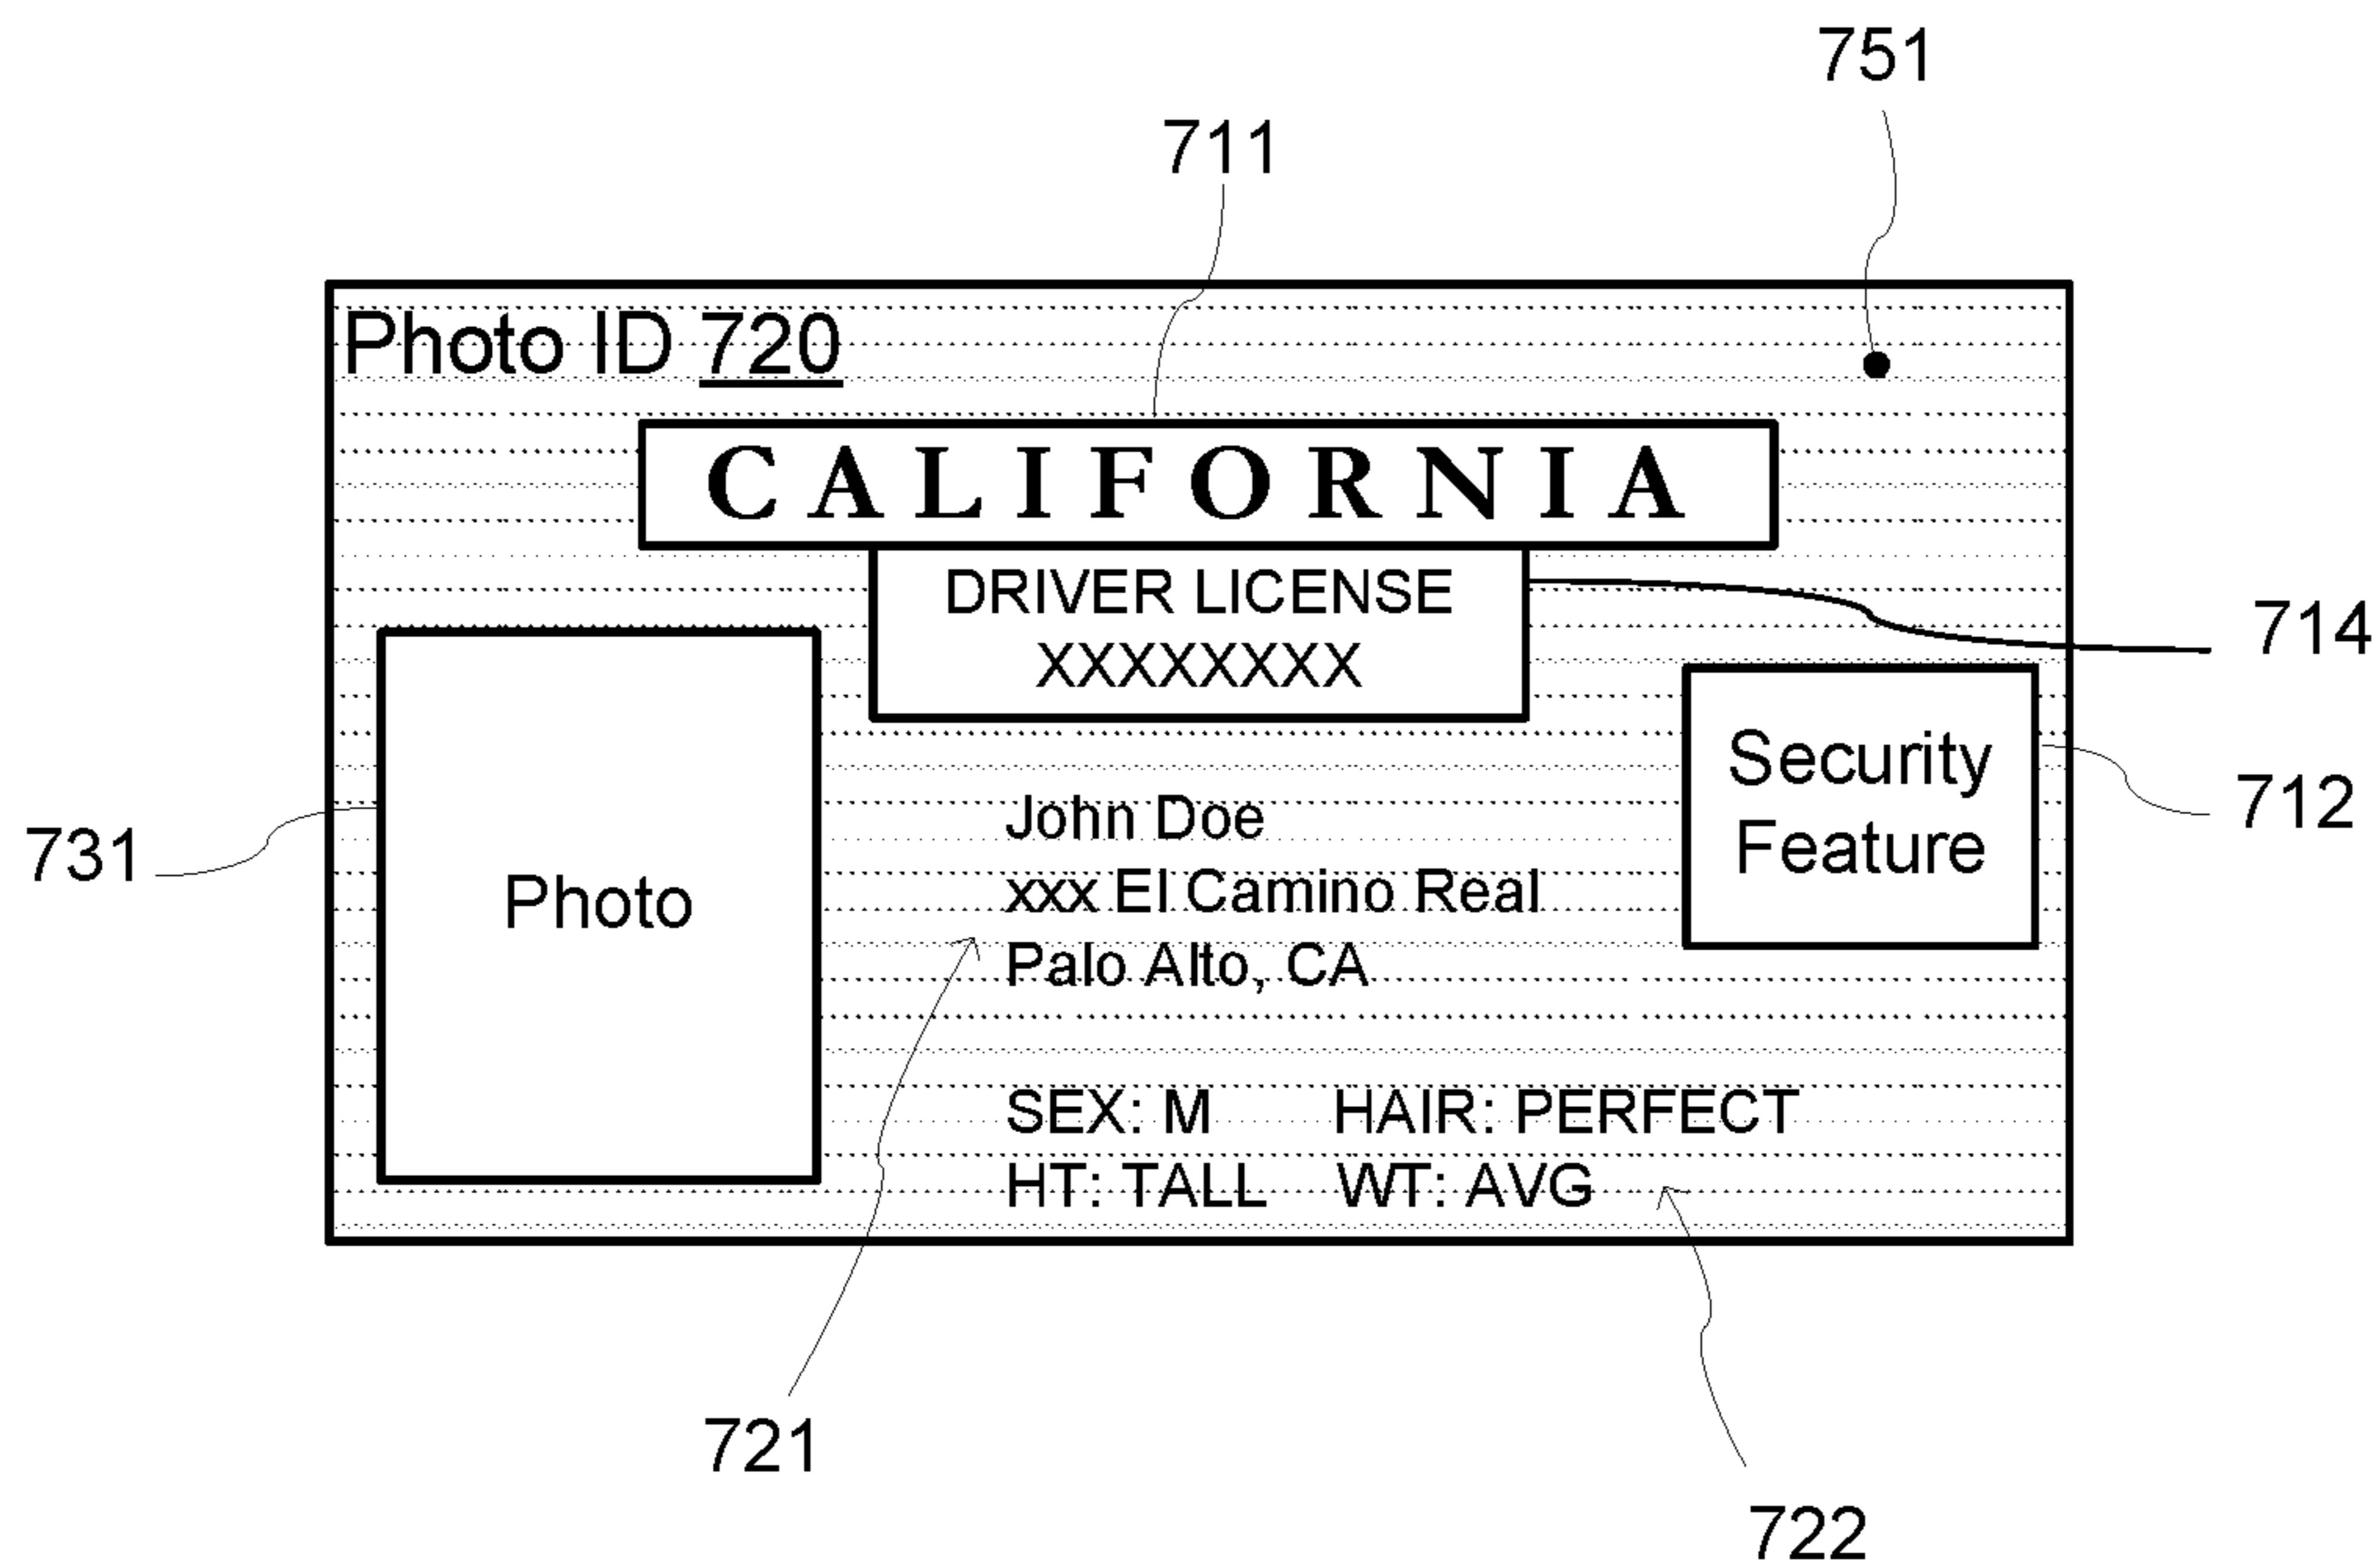 751
711
Photo ID 720
CALIFORNIA
DRIVER LICENSE
XXXXXXXX
714
Security
Feature
712
John Doe
xxx El Camino Real
Palo Alto, CA
731
Photo
SEX: M HAIR: PERFECT
HT: TALL WT: AVG
721
722